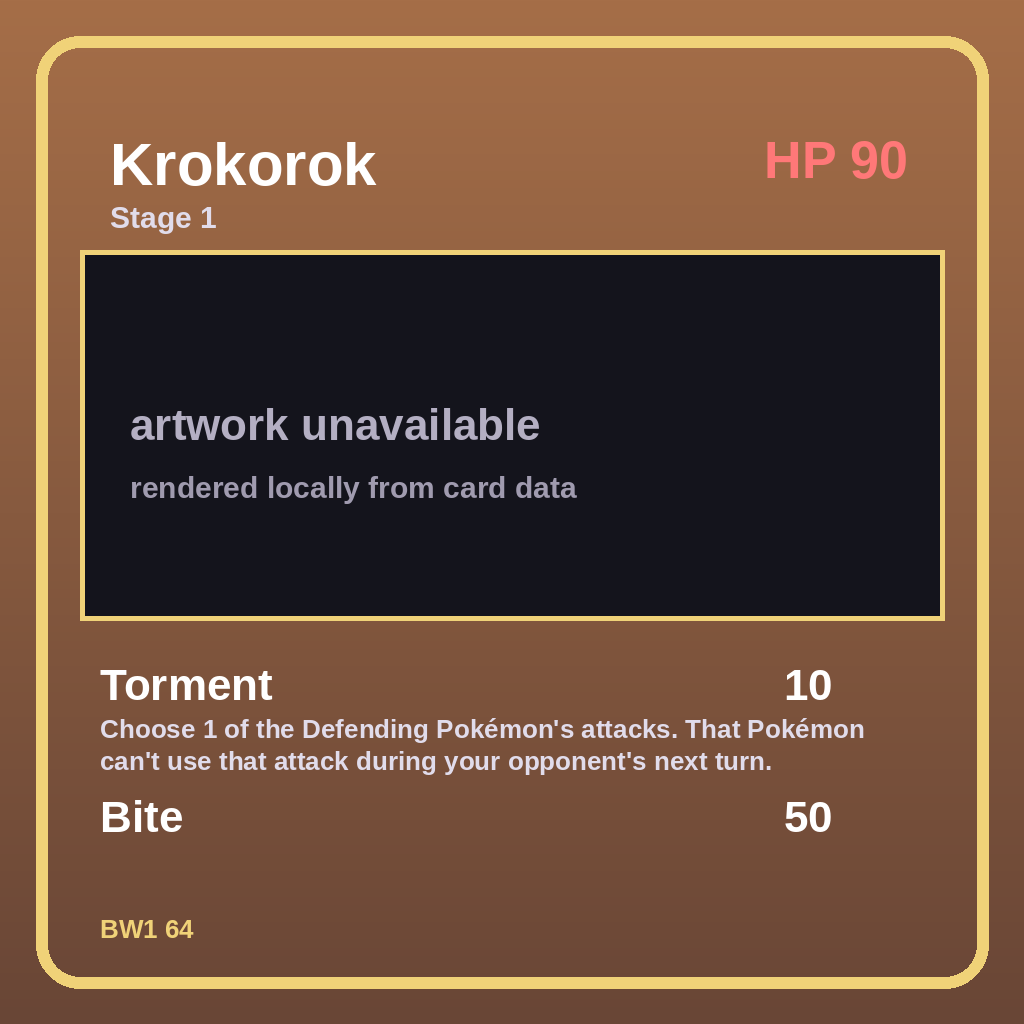 Krokorok
HP 90
Stage 1
artwork unavailable
rendered locally from card data
Torment 10
Choose 1 of the Defending Pokémon's attacks. That Pokémon
can't use that attack during your opponent's next turn.
Bite 50
BW1 64